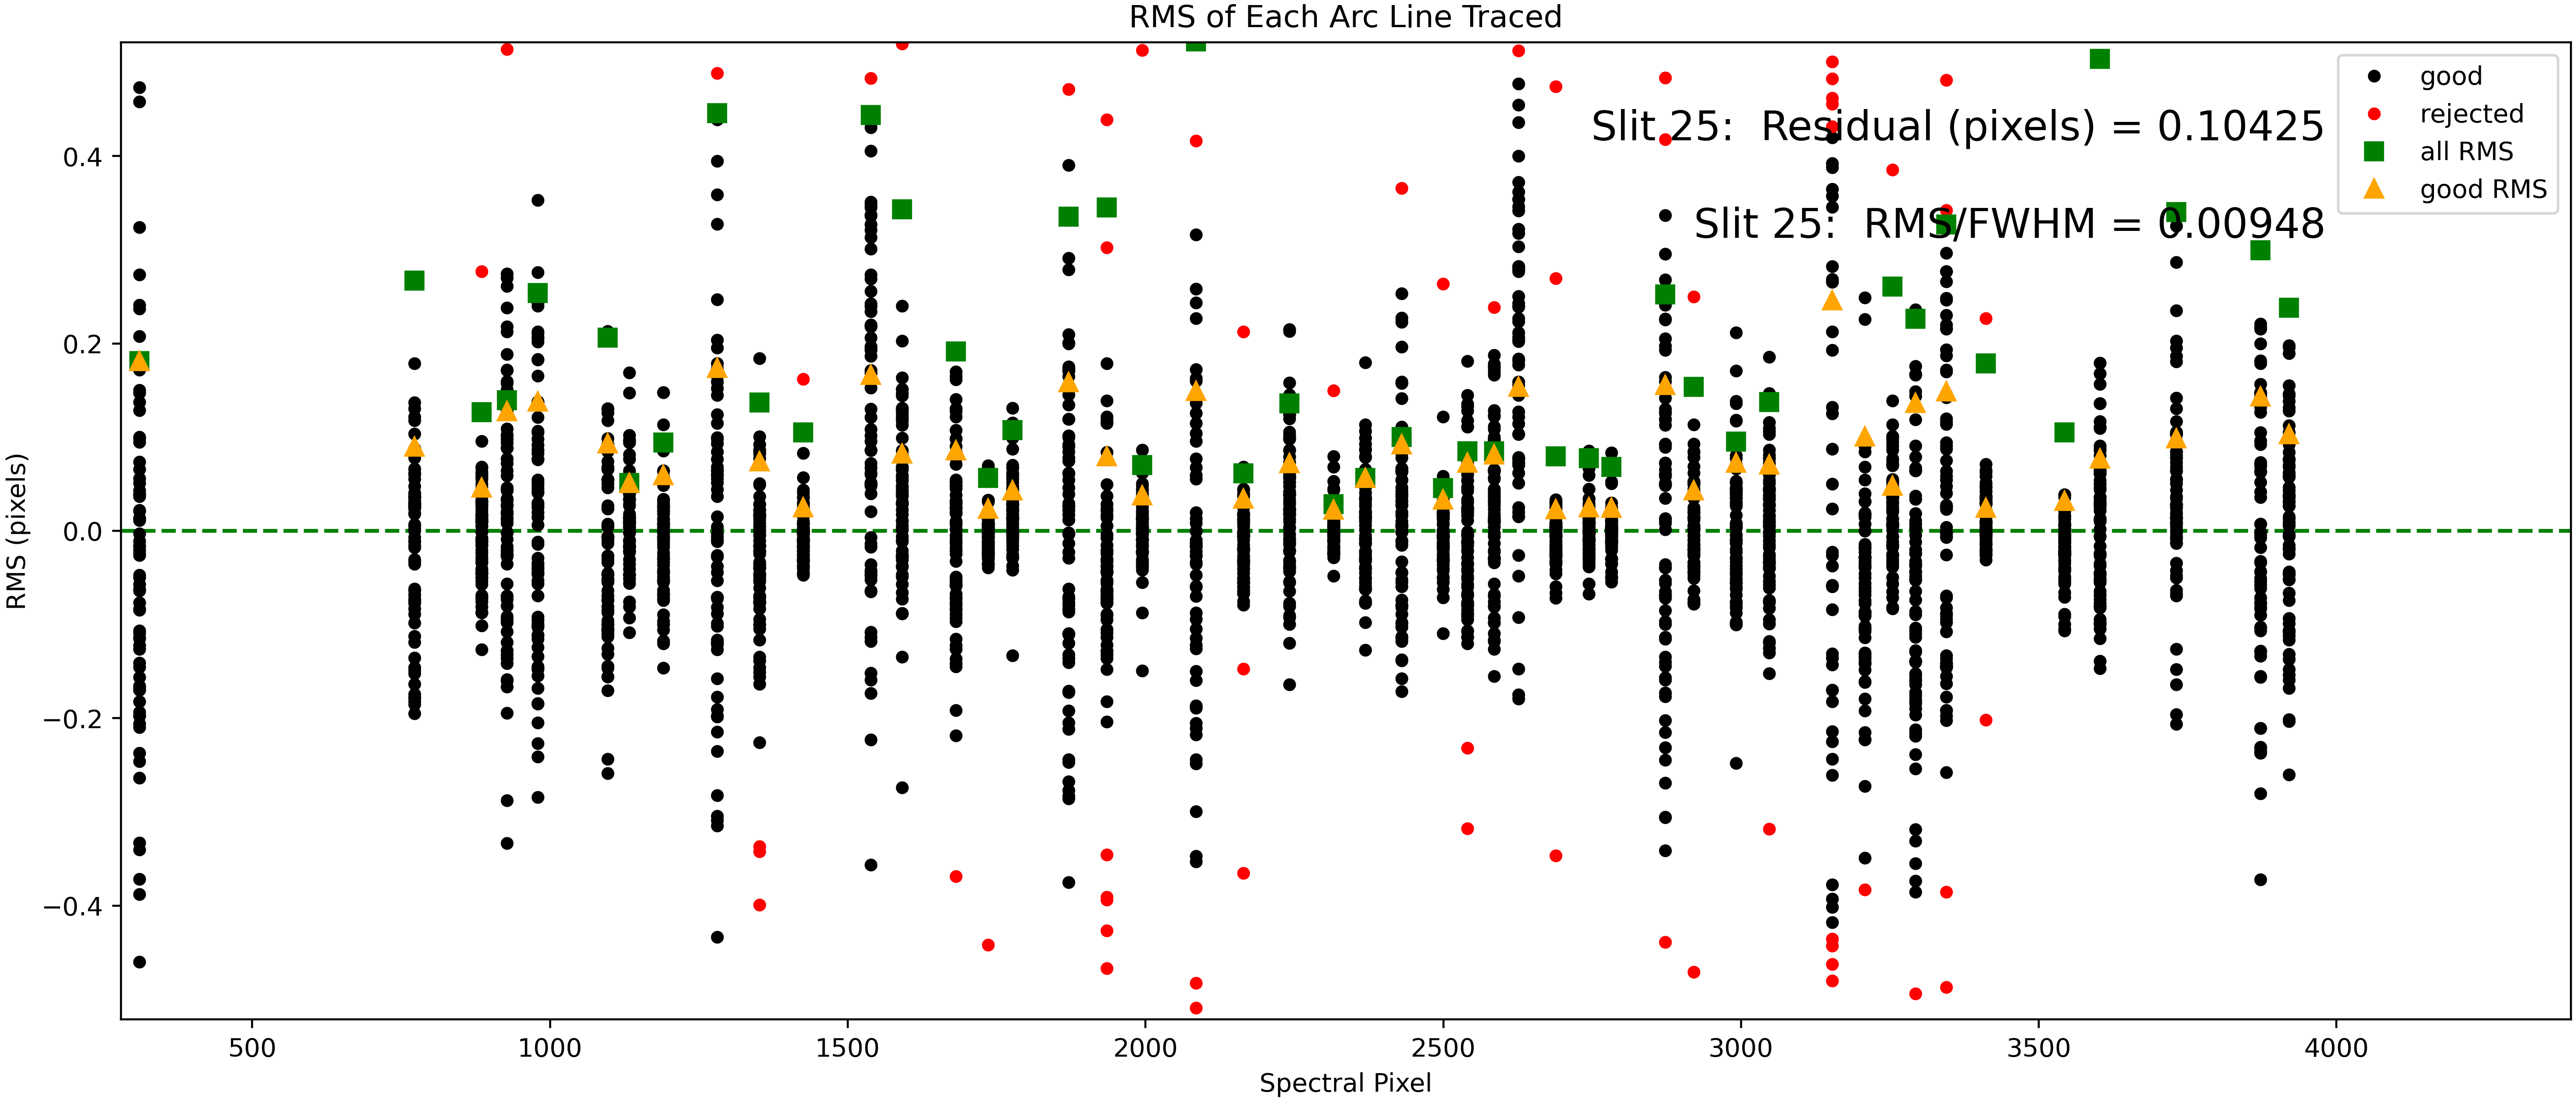 RMS of Each Arc Line Traced
good
rejected
all RMS
good RMS
Slit 25:  Residual (pixels) = 0.10425
Slit 25:  RMS/FWHM = 0.00948
RMS (pixels)
0.4
0.2
0.0
−0.2
−0.4
500 1000 1500 2000 2500 3000 3500 4000
Spectral Pixel